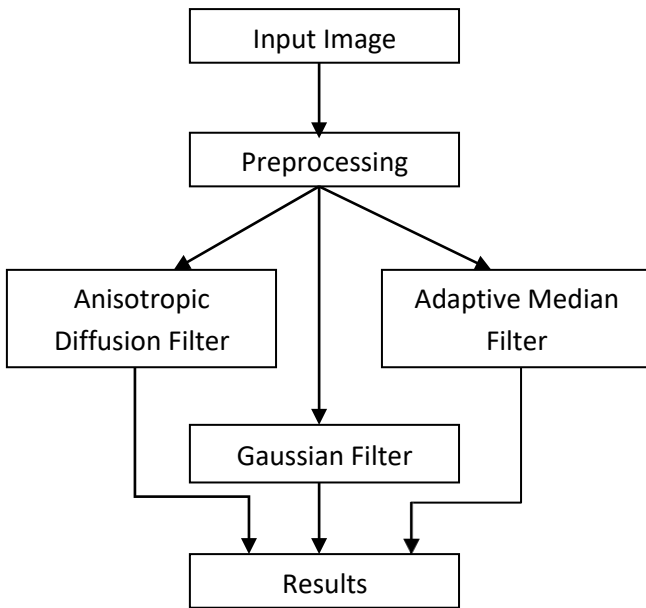 Input Image
Preprocessing
Anisotropic
Diffusion Filter
Adaptive Median
Filter
Gaussian Filter
Results